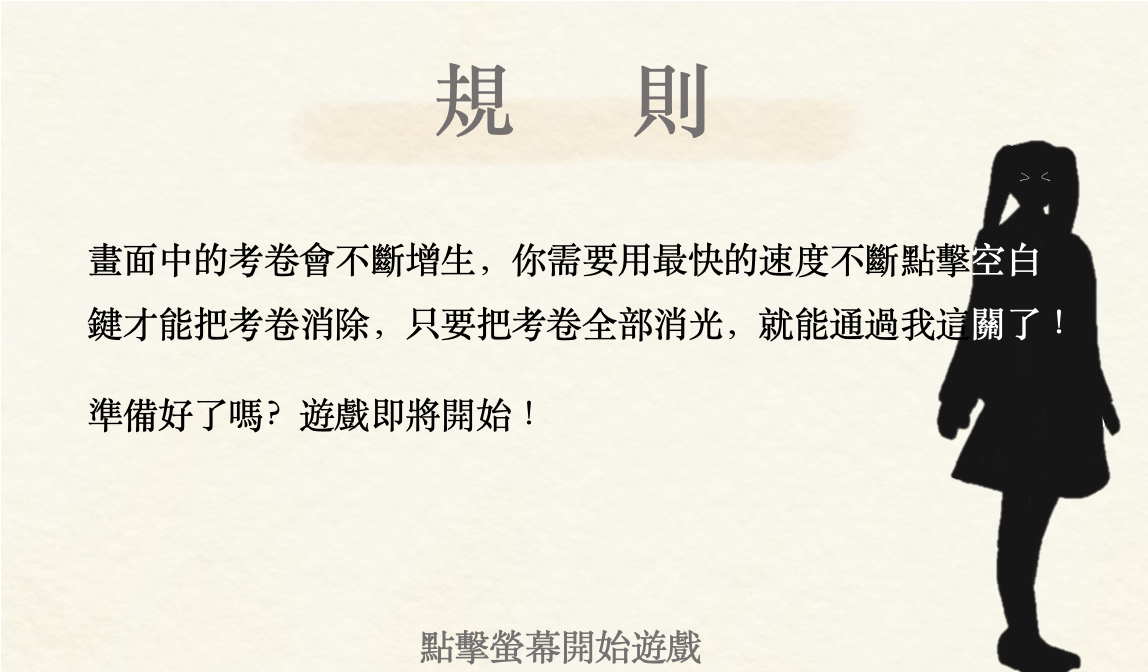 規 則
畫面中的考卷會不斷增生，你需要用最快的速度不斷點擊空白
鍵才能把考卷消除，只要把考卷全部消光，就能通過我這關了！
準備好了嗎？遊戲即將開始！
點擊螢幕開始遊戲